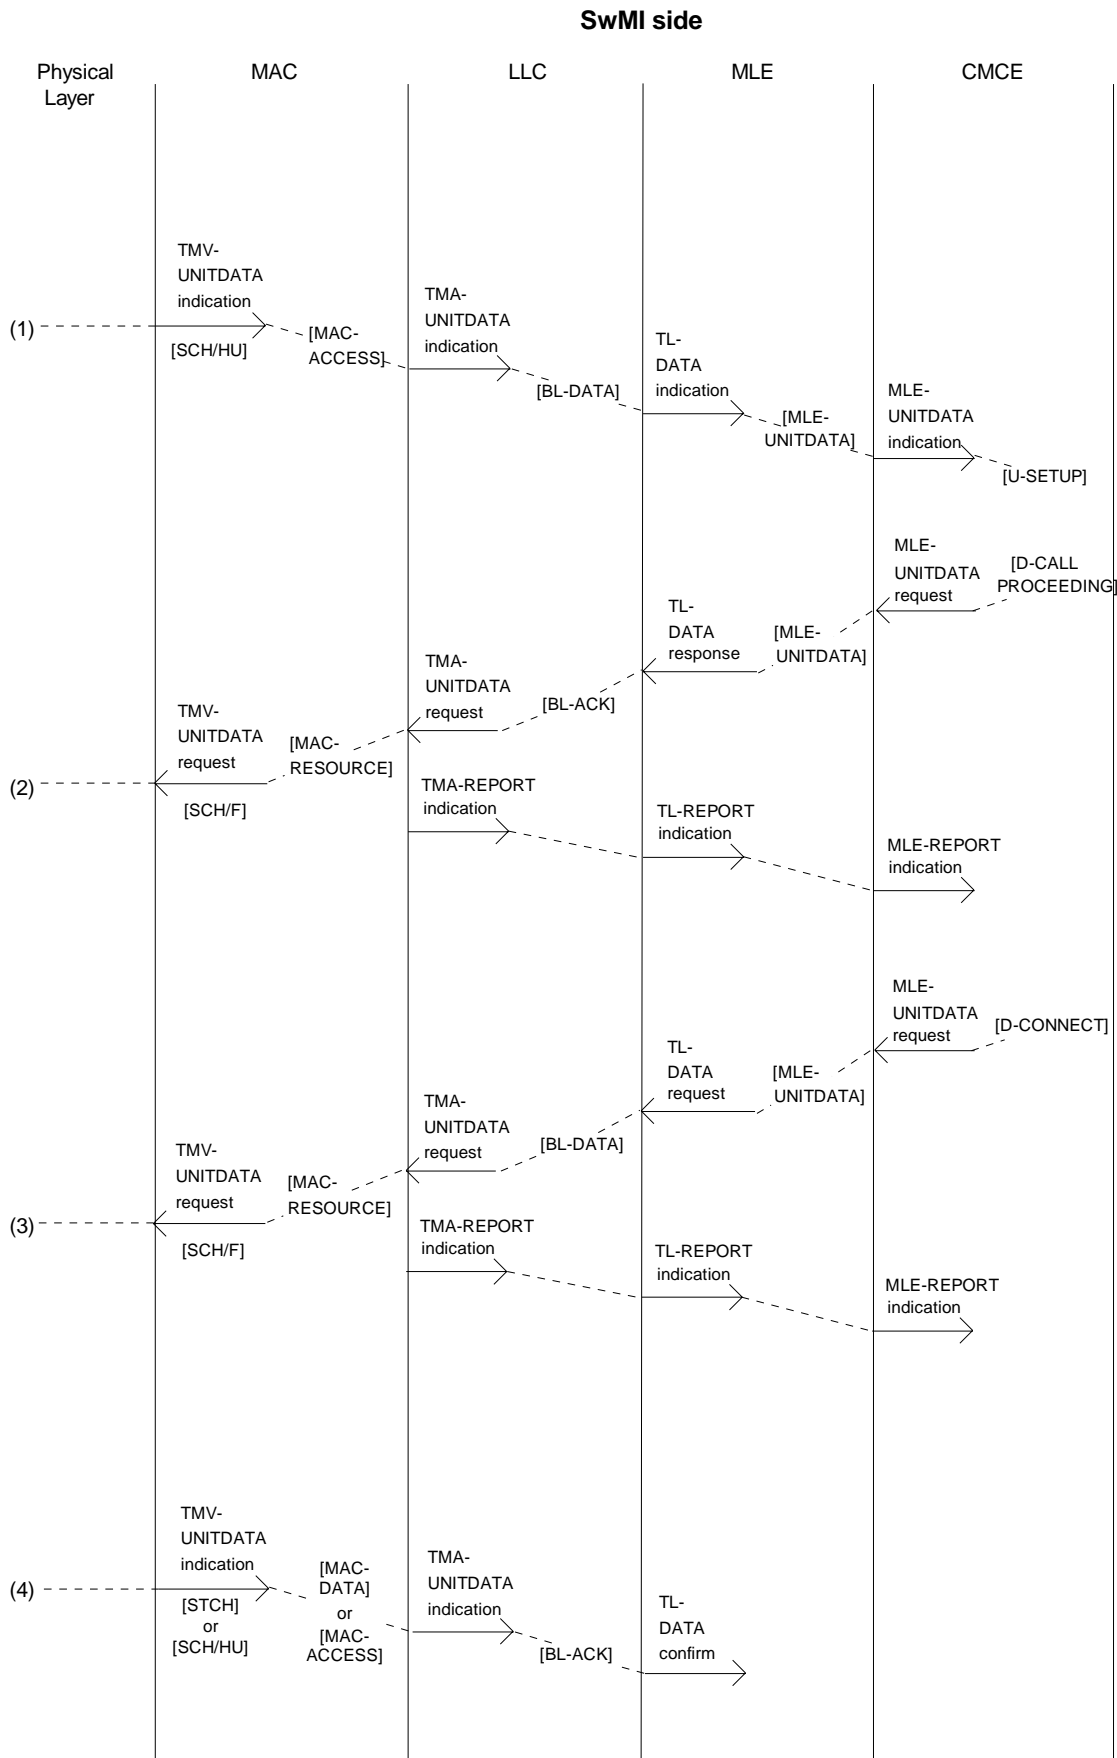 SwMI side
Physical
Layer
MAC
LLC
MLE
CMCE
TMV-
UNITDATA
indication
(1)
[SCH/HU]
[MAC-
ACCESS]
TMA-
UNITDATA
indication
[BL-DATA]
TL-
DATA
indication
[MLE-
UNITDATA]
MLE-
UNITDATA
indication
[U-SETUP]
MLE-
UNITDATA
request
[D-CALL
PROCEEDING]
TL-
DATA
response
[MLE-
UNITDATA]
TMA-
UNITDATA
request
[BL-ACK]
TMV-
UNITDATA
request
[MAC-
RESOURCE]
(2)
[SCH/F]
TMA-REPORT
indication
TL-REPORT
indication
MLE-REPORT
indication
MLE-
UNITDATA
request
[D-CONNECT]
TL-
DATA
request
[MLE-
UNITDATA]
TMA-
UNITDATA
request
[BL-DATA]
TMV-
UNITDATA
request
[MAC-
RESOURCE]
(3)
[SCH/F]
TMA-REPORT
indication
TL-REPORT
indication
MLE-REPORT
indication
TMV-
UNITDATA
indication
(4)
[STCH]
or
[SCH/HU]
[MAC-
DATA]
or
[MAC-
ACCESS]
TMA-
UNITDATA
indication
[BL-ACK]
TL-
DATA
confirm